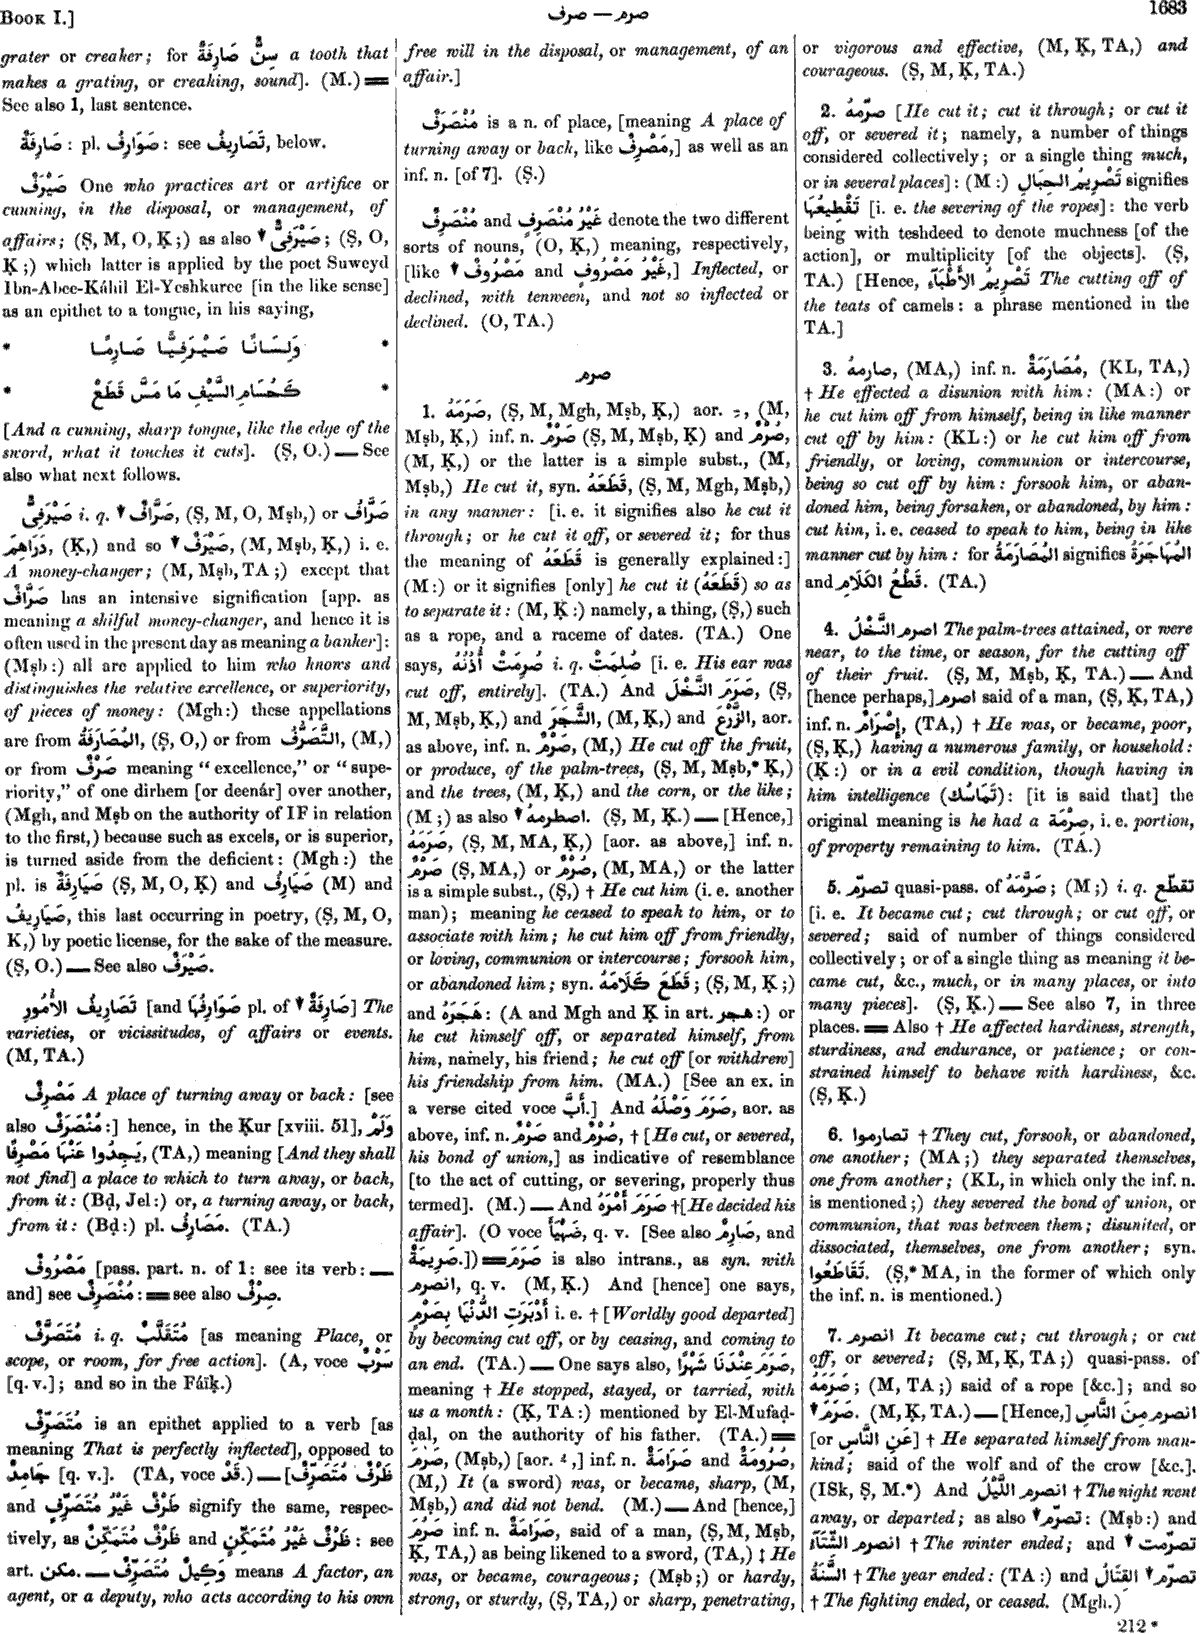 BOOK I.]
صرم — صرف
1683
grater or creaker; for سِنٌّ صَارِفَةٌ a tooth that
makes a grating, or creaking, sound]. (M.) ═
See also 1, last sentence.
صَارِفَةٌ : pl. صَوَارِفُ : see تَصَارِيفُ, below.
صَيْرَفٌ One who practices art or artifice or
cunning, in the disposal, or management, of
affairs; (Ṣ, M, O, Ḳ;) as also ↓ صَيْرَفِىٌّ; (Ṣ, O,
Ḳ;) which latter is applied by the poet Suweyd
Ibn-Abee-Káhil El-Yeshkuree [in the like sense]
as an epithet to a tongue, in his saying,
* وَلِسَانًا صَيْرَفِيًّا صَارِمًا *
* كَحُسَامِ السَّيْفِ مَا مَسَّ قَطَعْ *
[And a cunning, sharp tongue, like the edge of the
sword, what it touches it cuts]. (Ṣ, O.) — See
also what next follows.
صَيْرَفِىٌّ i. q. ↓ صَرَّافٌ, (Ṣ, M, O, Mṣb,) or صَرَّافُ
دَرَاهِمَ, (Ḳ,) and so ↓ صَيْرَفٌ, (M, Mṣb, Ḳ,) i. e.
A money-changer; (M, Mṣb, TA;) except that
صَرَّافٌ has an intensive signification [app. as
meaning a skilful money-changer, and hence it is
often used in the present day as meaning a banker]:
(Mṣb:) all are applied to him who knows and
distinguishes the relative excellence, or superiority,
of pieces of money: (Mgh:) these appellations
are from المُصَارَفَةُ, (Ṣ, O,) or from التَّصَرُّفُ, (M,)
or from صَرْفٌ meaning “excellence,” or “supe-
riority,” of one dirhem [or deenár] over another,
(Mgh, and Mṣb on the authority of IF in relation
to the first,) because such as excels, or is superior,
is turned aside from the deficient: (Mgh:) the
pl. is صَيَارِفَةٌ (Ṣ, M, O, Ḳ) and صَيَارِفُ (M) and
صَيَارِيفُ, this last occurring in poetry, (Ṣ, M, O,
K,) by poetic license, for the sake of the measure.
(Ṣ, O.) — See also صَيْرَفٌ.
تَصَارِيفُ الأُمُورِ [and صَوَارِفُهَا pl. of ↓ صَارِفَةٌ] The
varieties, or vicissitudes, of affairs or events.
(M, TA.)
مَصْرِفٌ A place of turning away or back: [see
also مُنْصَرَفٌ:] hence, in the Ḳur [xviii. 51], وَلَمْ
يَجِدُوا عَنْهَا مَصْرِفًا, (TA,) meaning [And they shall
not find] a place to which to turn away, or back,
from it: (Bḍ, Jel:) or, a turning away, or back,
from it: (Bḍ:) pl. مَصَارِفُ. (TA.)
مَصْرُوفٌ [pass. part. n. of 1: see its verb: —
and] see مُنْصَرِفٌ: ═ see also صِرْفٌ.
مُتَصَرَّفٌ i. q. مُتَقَلَّبٌ [as meaning Place, or
scope, or room, for free action]. (A, voce سَرْبٌ
[q. v.]; and so in the Fáïḳ.)
مُتَصَرِّفٌ is an epithet applied to a verb [as
meaning That is perfectly inflected], opposed to
جَامِدٌ [q. v.]. (TA, voce قَدْ.) — [ظَرْفٌ مُتَصَرِّفٌ
and ظَرْفٌ غَيْرُ مُتَصَرِّفٍ signify the same, respec-
tively, as ظَرْفٌ مُتَمَكِّنٌ and ظَرْفٌ غَيْرُ مُتَمَكِّنٍ: see
art. مكن. — وَكِيلٌ مُتَصَرِّفٌ means A factor, an
agent, or a deputy, who acts according to his own
free will in the disposal, or management, of an
affair.]
مُنْصَرَفٌ is a n. of place, [meaning A place of
turning away or back, like مَصْرِفٌ,] as well as an
inf. n. [of 7]. (Ṣ.)
مُنْصَرِفٌ and غَيْرُ مُنْصَرِفٍ denote the two different
sorts of nouns, (O, Ḳ,) meaning, respectively,
[like ↓ مَصْرُوفٌ and غَيْرُ مَصْرُوفٍ,] Inflected, or
declined, with tenween, and not so inflected or
declined. (O, TA.)
صرم
1. صَرَمَهُ, (Ṣ, M, Mgh, Mṣb, Ḳ,) aor. ـِ, (M,
Mṣb, Ḳ,) inf. n. صَرْمٌ (Ṣ, M, Mṣb, Ḳ) and صُرْمٌ,
(M, Ḳ,) or the latter is a simple subst., (M,
Mṣb,) He cut it, syn. قَطَعَهُ, (Ṣ, M, Mgh, Mṣb,)
in any manner: [i. e. it signifies also he cut it
through; or he cut it off, or severed it; for thus
the meaning of قَطَعَهُ is generally explained:]
(M:) or it signifies [only] he cut it (قَطَعَهُ) so as
to separate it: (M, Ḳ:) namely, a thing, (Ṣ,) such
as a rope, and a raceme of dates. (TA.) One
says, صُرِمَتْ أُذُنُهُ i. q. صُلِمَتْ [i. e. His ear was
cut off, entirely]. (TA.) And صَرَمَ النَّخْلَ, (Ṣ,
M, Mṣb, Ḳ,) and الشَّجَرَ, (M, Ḳ,) and الزَّرْعَ, aor.
as above, inf. n. صَرْمٌ, (M,) He cut off the fruit,
or produce, of the palm-trees, (Ṣ, M, Mṣb,* Ḳ,)
and the trees, (M, Ḳ,) and the corn, or the like;
(M;) as also ↓ اصطرمهُ. (Ṣ, M, Ḳ.) — [Hence,]
صَرَمَهُ, (Ṣ, M, MA, Ḳ,) [aor. as above,] inf. n.
صَرْمٌ (Ṣ, MA,) or صُرْمٌ, (M, MA,) or the latter
is a simple subst., (Ṣ,) † He cut him (i. e. another
man); meaning he ceased to speak to him, or to
associate with him; he cut him off from friendly,
or loving, communion or intercourse; forsook him,
or abandoned him; syn. قَطَعَ كَلَامَهُ; (Ṣ, M, Ḳ;)
and هَجَرَهُ: (A and Mgh and Ḳ in art. هجر:) or
he cut himself off, or separated himself, from
him, namely, his friend; he cut off [or withdrew]
his friendship from him. (MA.) [See an ex. in
a verse cited voce أَبَّ.] And صَرَمَ وَصْلَهُ, aor. as
above, inf. n. صَرْمٌ and صُرْمٌ, † [He cut, or severed,
his bond of union,] as indicative of resemblance
[to the act of cutting, or severing, properly thus
termed]. (M.) — And صَرَمَ أَمْرَهُ † [He decided his
affair]. (O voce ضَهْيَأَ, q. v. [See also صَارِمٌ, and
صَرِيمَةٌ.]) ═ صَرَمَ is also intrans., as syn. with
انصرم, q. v. (M, Ḳ.) And [hence] one says,
أَدْبَرَتِ الدُّنْيَا بِصَرْمٍ i. e. † [Worldly good departed]
by becoming cut off, or by ceasing, and coming to
an end. (TA.) — One says also, صَرَمَ عِنْدَنَا شَهْرًا,
meaning † He stopped, stayed, or tarried, with
us a month: (Ḳ, TA:) mentioned by El-Mufaḍ-
ḍal, on the authority of his father. (TA.) ═
صَرُمَ, (Mṣb,) [aor. ـُ,] inf. n. صَرَامَةٌ and صُرُومَةٌ,
(M,) It (a sword) was, or became, sharp, (M,
Mṣb,) and did not bend. (M.) — And [hence,]
صَرُمَ inf. n. صَرَامَةٌ, said of a man, (Ṣ, M, Mṣb,
Ḳ, TA,) as being likened to a sword, (TA,) ‡ He
was, or became, courageous; (Mṣb;) or hardy,
strong, or sturdy, (Ṣ, TA,) or sharp, penetrating,
or vigorous and effective, (M, Ḳ, TA,) and
courageous. (Ṣ, M, Ḳ, TA.)
2. صرّمهُ [He cut it; cut it through; or cut it
off, or severed it; namely, a number of things
considered collectively; or a single thing much,
or in several places]: (M:) تَصْرِيمُ الحِبَالِ signifies
تَقْطِيعُهَا [i. e. the severing of the ropes]: the verb
being with teshdeed to denote muchness [of the
action], or multiplicity [of the objects]. (Ṣ,
TA.) [Hence, تَصْرِيمُ الأَطْبَآءِ The cutting off of
the teats of camels: a phrase mentioned in the
TA.]
3. صارمهُ, (MA,) inf. n. مُصَارَمَةٌ, (KL, TA,)
† He effected a disunion with him: (MA:) or
he cut him off from himself, being in like manner
cut off by him: (KL:) or he cut him off from
friendly, or loving, communion or intercourse,
being so cut off by him: forsook him, or aban-
doned him, being forsaken, or abandoned, by him:
cut him, i. e. ceased to speak to him, being in like
manner cut by him: for المُصَارَمَةُ signifies المُهَاجَرَةُ
and قَطْعُ الكَلَامِ. (TA.)
4. اصرم النَّخْلُ The palm-trees attained, or were
near, to the time, or season, for the cutting off
of their fruit. (Ṣ, M, Mṣb, Ḳ, TA.) — And
[hence perhaps,] اصرم said of a man, (Ṣ, Ḳ, TA,)
inf. n. إِصْرَامٌ, (TA,) † He was, or became, poor,
(Ṣ, Ḳ,) having a numerous family, or household:
(Ḳ:) or in a evil condition, though having in
him intelligence (تَمَاسُك): [it is said that] the
original meaning is he had a صِرْمَة, i. e. portion,
of property remaining to him. (TA.)
5. تصرّم quasi-pass. of صَرَّمَهُ; (M;) i. q. تقطّع
[i. e. It became cut; cut through; or cut off, or
severed; said of number of things considered
collectively; or of a single thing as meaning it be-
came cut, &c., much, or in many places, or into
many pieces]. (Ṣ, Ḳ.) — See also 7, in three
places. ═ Also † He affected hardiness, strength,
sturdiness, and endurance, or patience; or con-
strained himself to behave with hardiness, &c.
(Ṣ, Ḳ.)
6. تصارموا † They cut, forsook, or abandoned,
one another; (MA;) they separated themselves,
one from another; (KL, in which only the inf. n.
is mentioned;) they severed the bond of union, or
communion, that was between them; disunited, or
dissociated, themselves, one from another; syn.
تَقَاطَعُوا. (Ṣ,* MA, in the former of which only
the inf. n. is mentioned.)
7. انصرم It became cut; cut through; or cut
off, or severed; (Ṣ, M, Ḳ, TA;) quasi-pass. of
صَرَمَهُ; (M, TA;) said of a rope [&c.]; and so
↓ صَرَمَ. (M, Ḳ, TA.) — [Hence,] انصرم مِنَ النَّاسِ
[or عَنِ النَّاسِ] † He separated himself from man-
kind; said of the wolf and of the crow [&c.].
(ISk, Ṣ, M.*) And انصرم اللَّيْلُ † The night went
away, or departed; as also ↓ تصرّم: (Mṣb:) and
انصرم الشِّتَآءُ † The winter ended; and ↓ تصرّمت
السَّنَةُ † The year ended: (TA:) and ↓ تصرّم القِتَالُ
† The fighting ended, or ceased. (Mgh.)
212 *